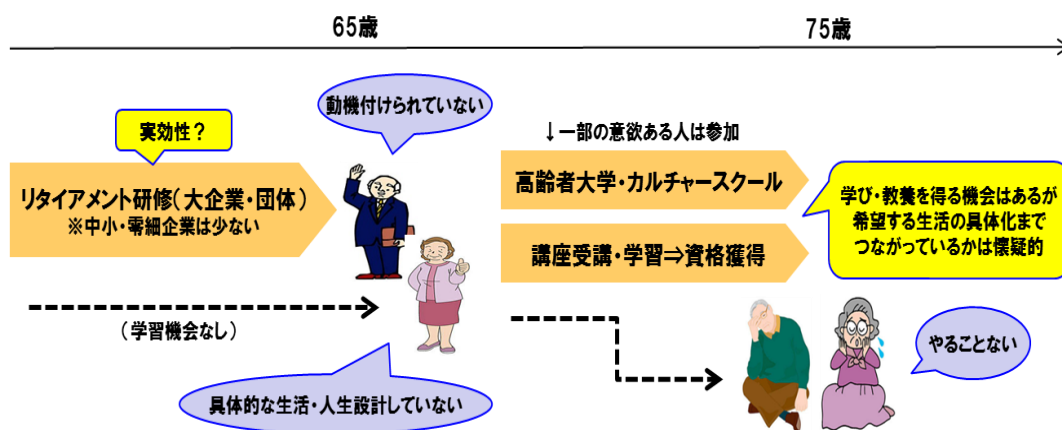 65歳
75歳
動機付けられていない
実効性？
↓一部の意欲ある人は参加
リタイアメント研修（大企業・団体）
※中小・零細企業は少ない
高齢者大学・カルチャースクール
学び・教養を得る機会はあるが
希望する生活の具体化まで
つながっているかは懐疑的
講座受講・学習⇒資格獲得
（学習機会なし）
やることない
具体的な生活・人生設計していない